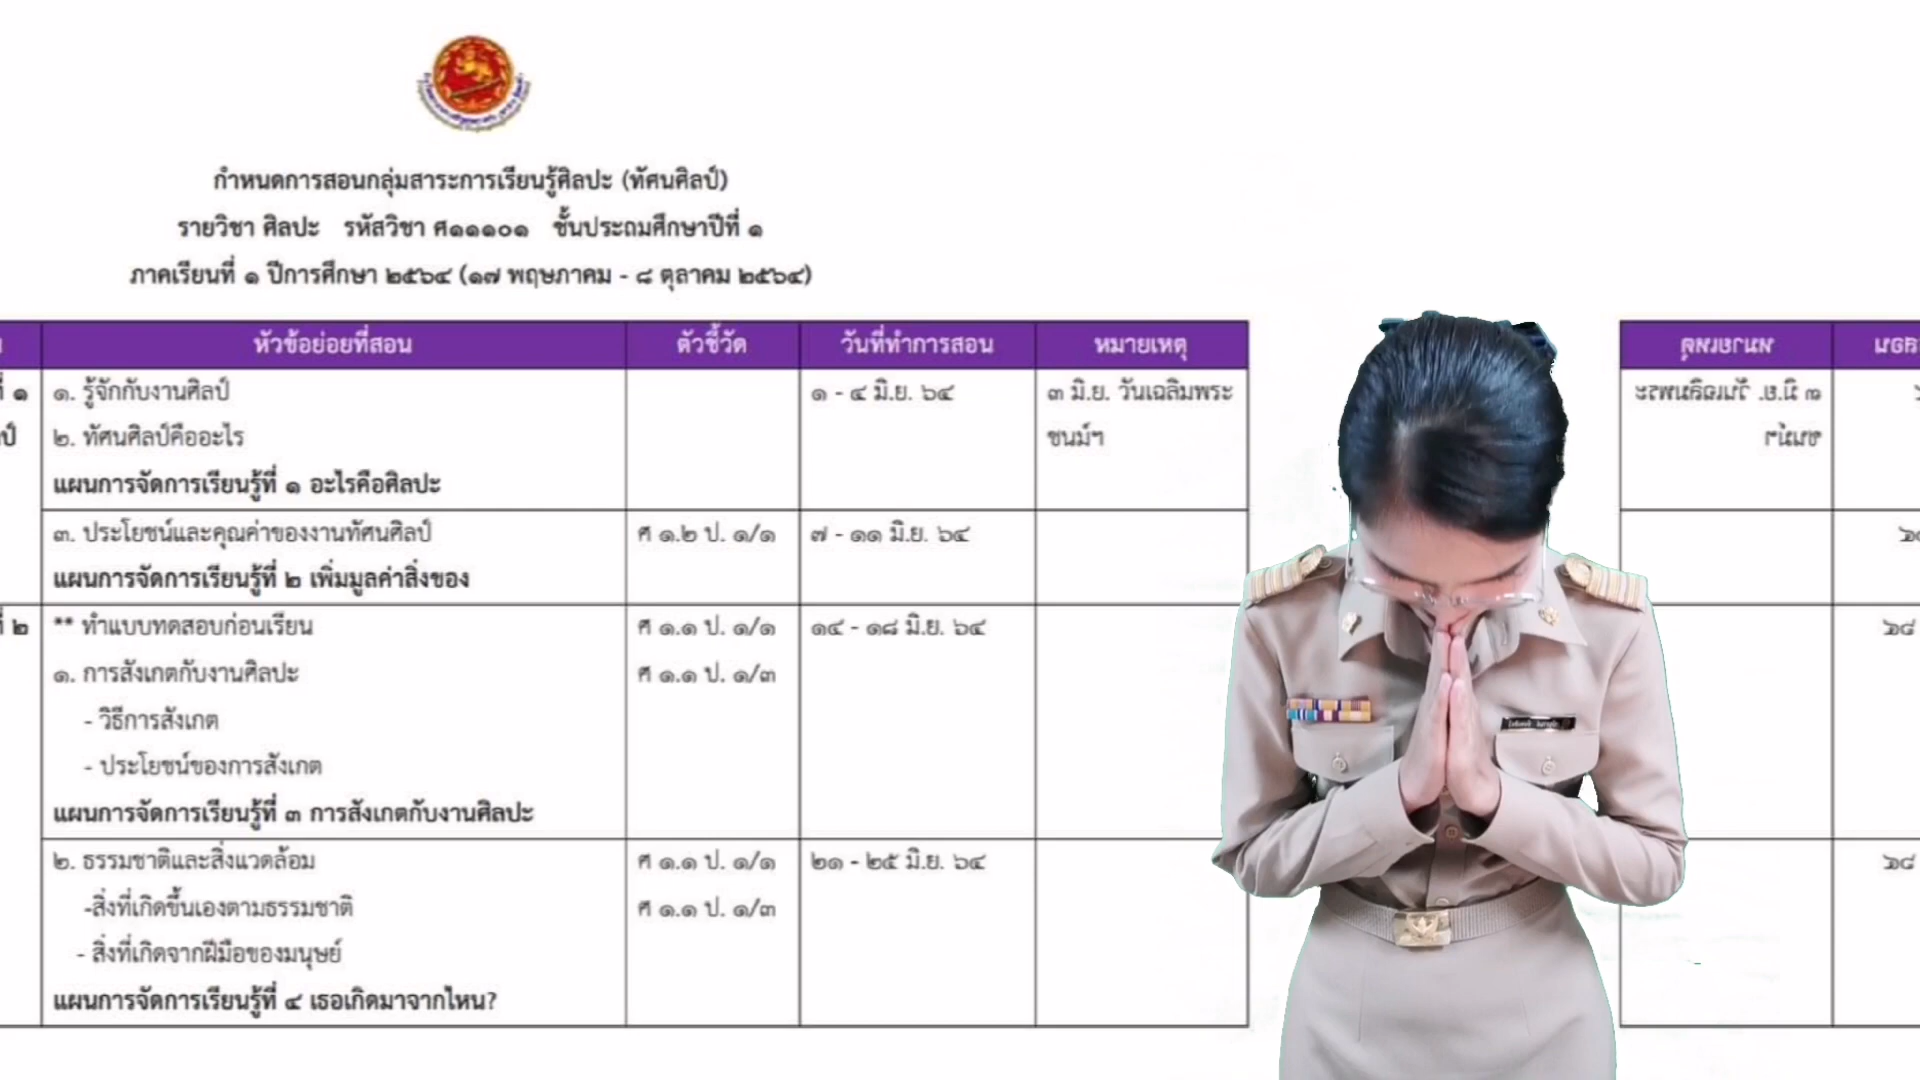 กำหนดการสอนกลุ่มสาระการเรียนรู้ศิลปะ (ทัศนศิลป์)
รายวิชา ศิลปะ รหัสวิชา ศ๑๑๑๐๑ ชั้นประถมศึกษาปีที่ ๑
ภาคเรียนที่ ๑ ปีการศึกษา ๒๕๖๔ (๑๗ พฤษภาคม - ๘ ตุลาคม ๒๕๖๔)
หัวข้อย่อยที่สอน ตัวชี้วัด วันที่ทำการสอน หมายเหตุ
ที่ ๑ ๑. รู้จักกับงานศิลป์ ๑ - ๔ มิ.ย. ๖๔ ๓ มิ.ย. วันเฉลิมพระ
๒. ทัศนศิลป์คืออะไร ชนม์ฯ
แผนการจัดการเรียนรู้ที่ ๑ อะไรคือศิลปะ
๓. ประโยชน์และคุณค่าของงานทัศนศิลป์ ศ ๑.๒ ป. ๑/๑ ๗ - ๑๑ มิ.ย. ๖๔
แผนการจัดการเรียนรู้ที่ ๒ เพิ่มมูลค่าสิ่งของ
ที่ ๒ ** ทำแบบทดสอบก่อนเรียน ศ ๑.๑ ป. ๑/๑ ๑๔ - ๑๘ มิ.ย. ๖๔
๑. การสังเกตกับงานศิลปะ ศ ๑.๑ ป. ๑/๓
- วิธีการสังเกต
- ประโยชน์ของการสังเกต
แผนการจัดการเรียนรู้ที่ ๓ การสังเกตกับงานศิลปะ
๒. ธรรมชาติและสิ่งแวดล้อม ศ ๑.๑ ป. ๑/๑ ๒๑ - ๒๕ มิ.ย. ๖๔
-สิ่งที่เกิดขึ้นเองตามธรรมชาติ ศ ๑.๑ ป. ๑/๓
- สิ่งที่เกิดจากฝีมือของมนุษย์
แผนการจัดการเรียนรู้ที่ ๔ เธอเกิดมาจากไหน?